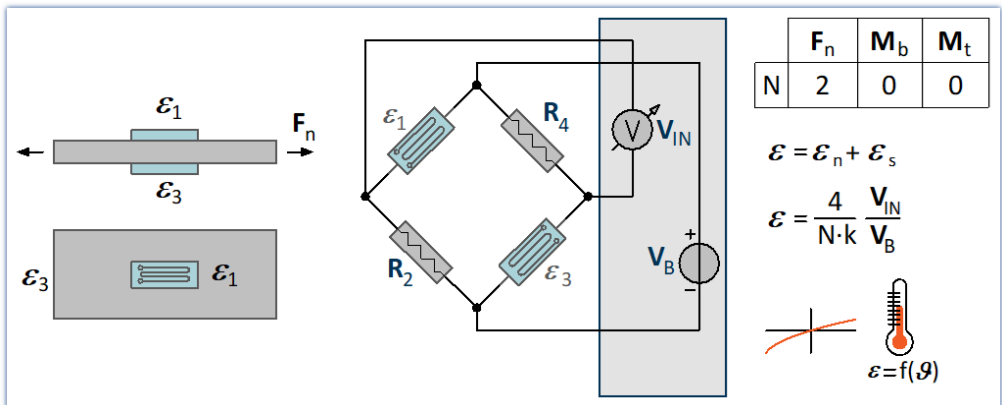 ε1
Fn
ε3
ε3
ε1
ε1
R4
V
VIN
R2
ε3
VB
+
−
Fn Mb Mt
N 2 0 0
ε = εn + εs
ε = 4/N·k VIN/VB
ε=f(ϑ)